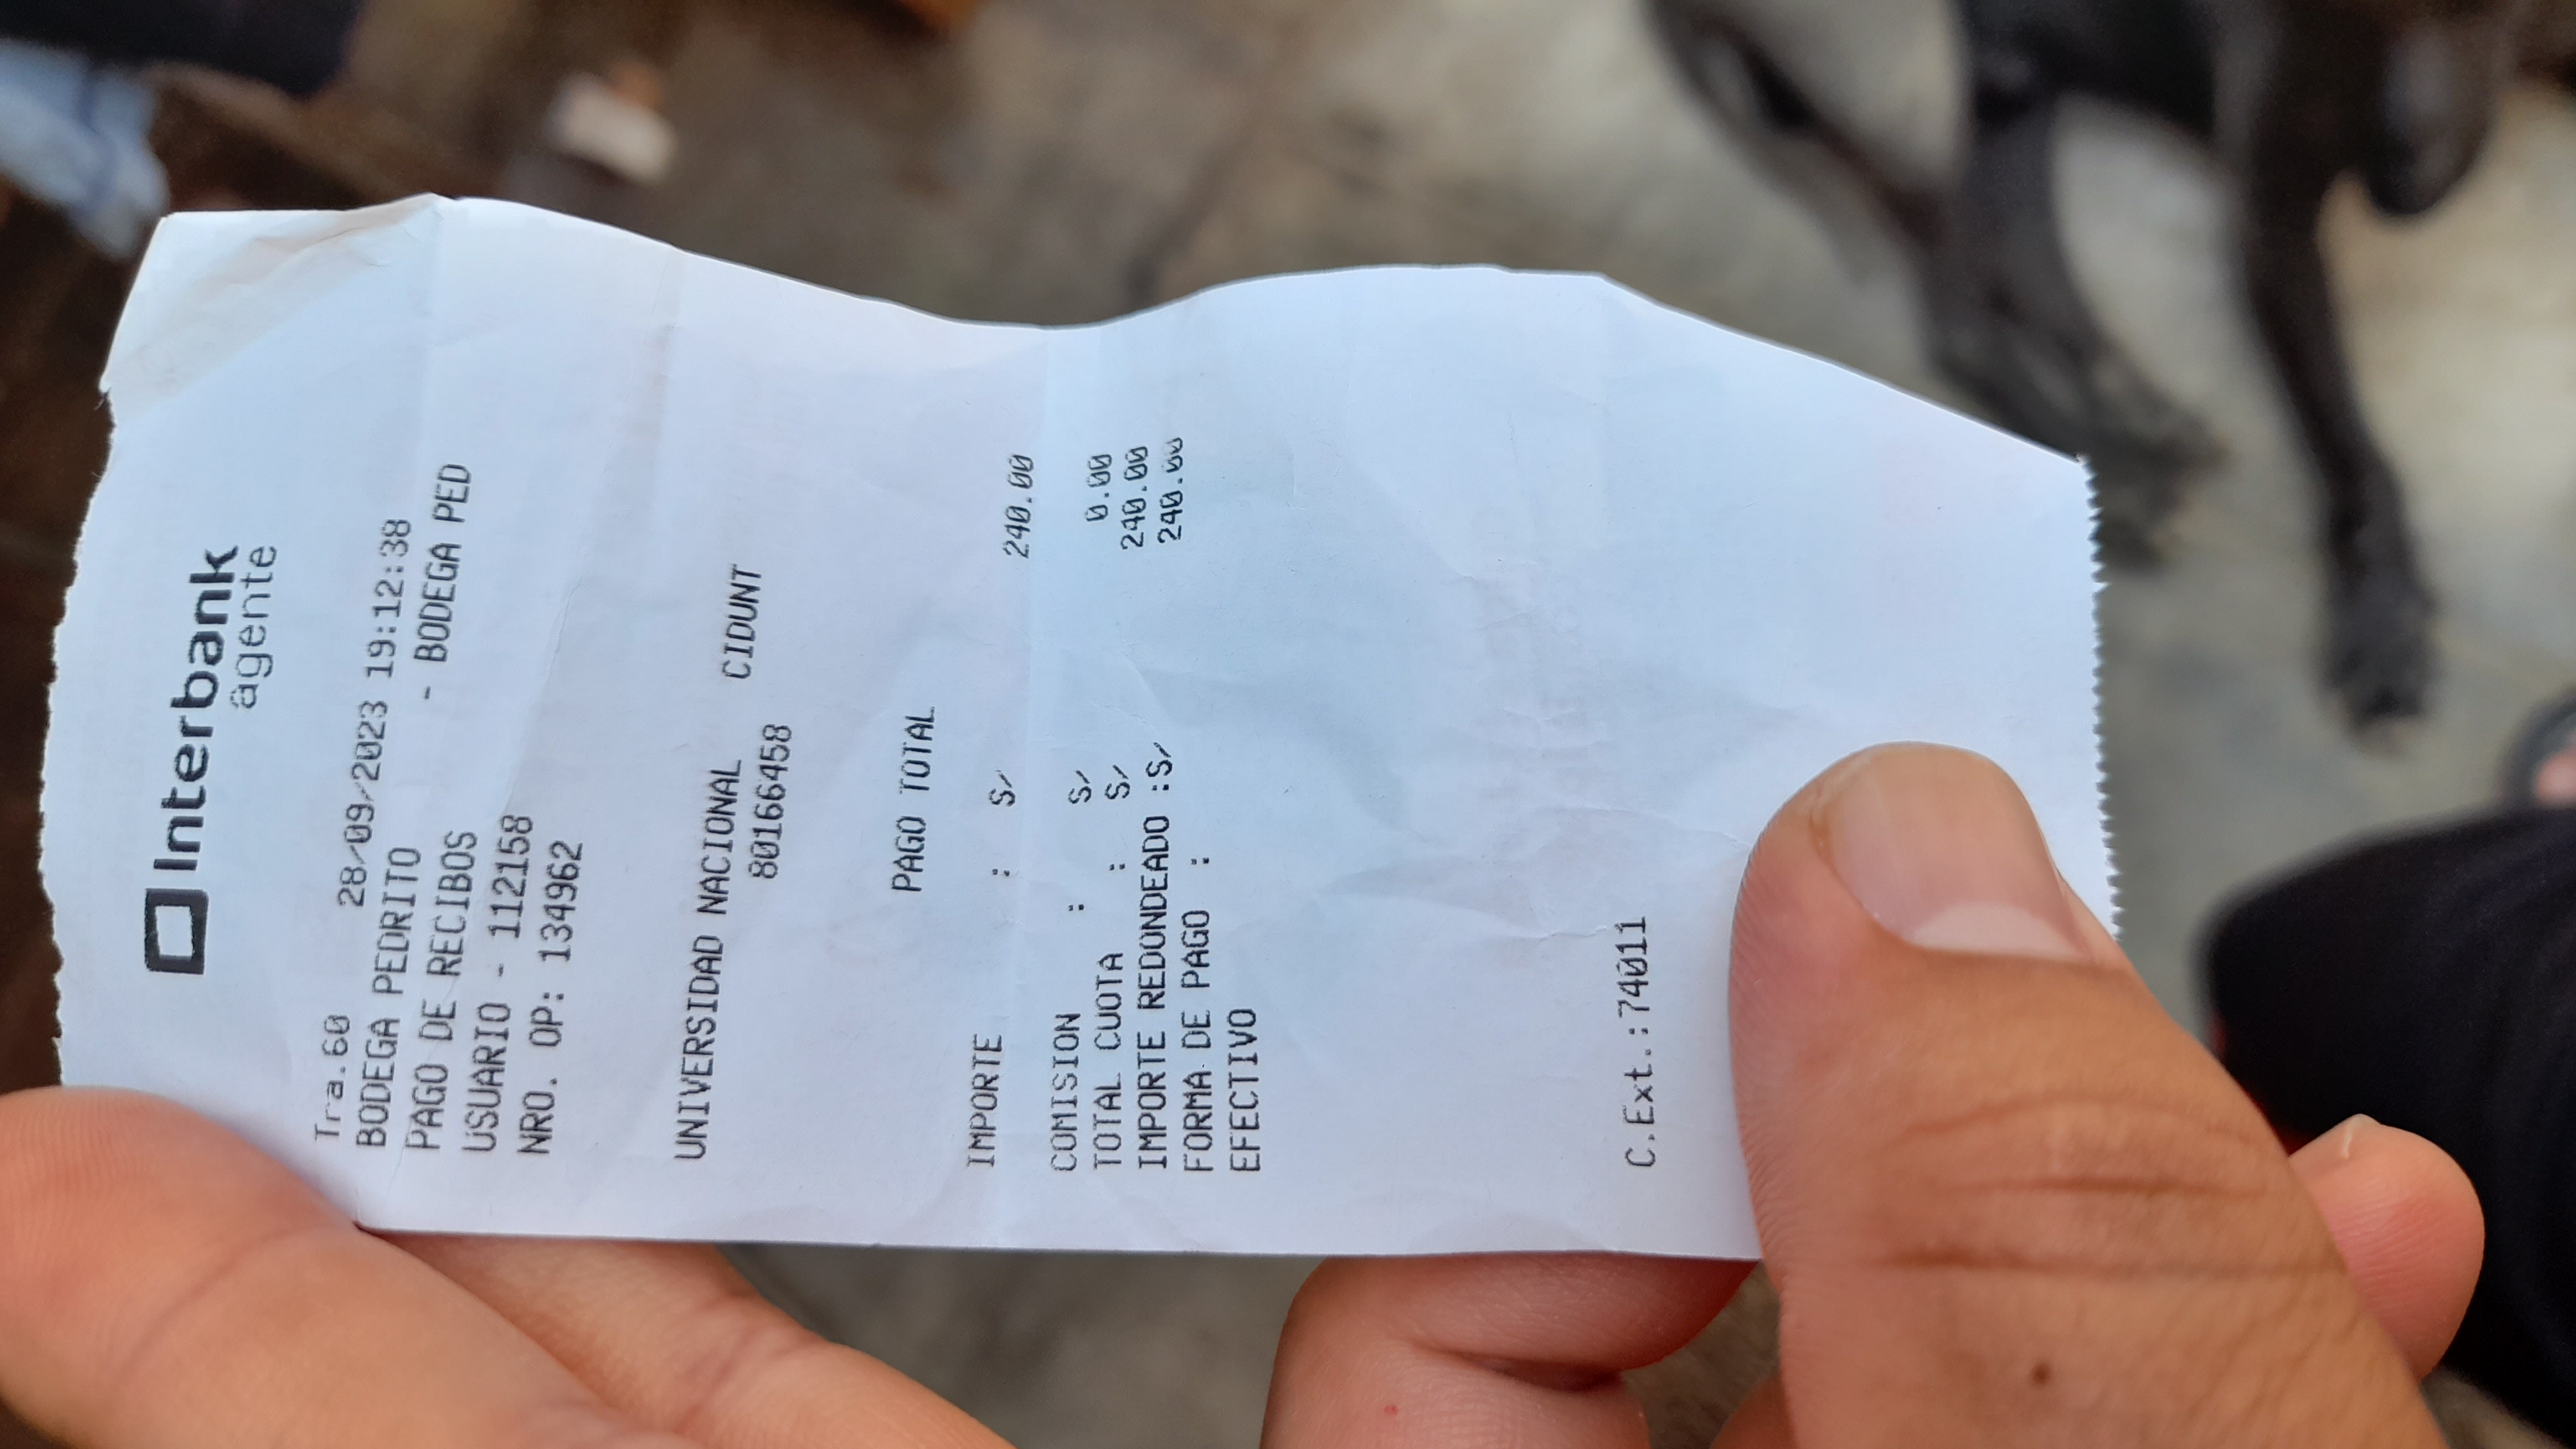 Interbank
agente
Tra.60 28/09/2023 19:12:38
BODEGA PEDRITO
PAGO DE RECIBOS - BODEGA PED
USUARIO - 112158
NRO. OP: 134962
UNIVERSIDAD NACIONAL CIDUNT
80166458
PAGO TOTAL
IMPORTE : S/ 240.00
COMISION : S/ 0.00
TOTAL CUOTA : S/ 240.00
IMPORTE REDONDEADO :S/ 240.00
FORMA DE PAGO :
EFECTIVO
C.Ext.:74011